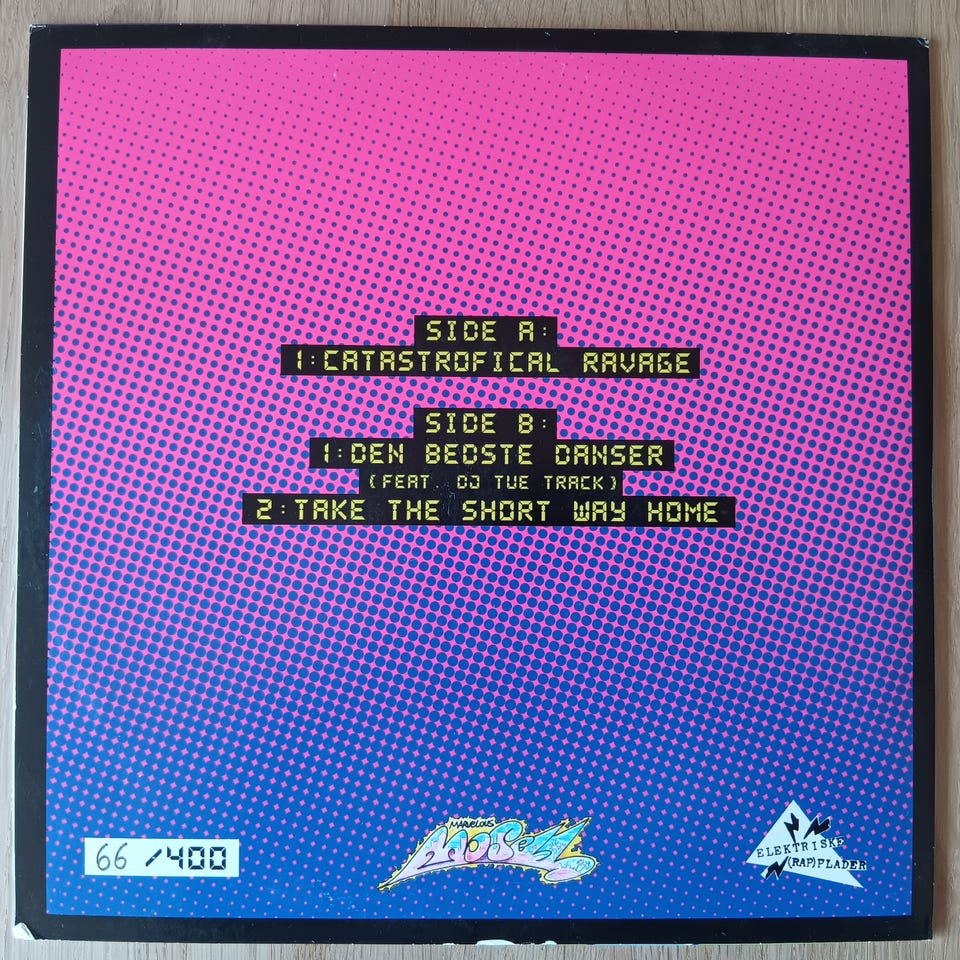 SIDE A:
1:CATASTROFICAL RAVAGE
SIDE B:
1:DEN BEDSTE DANSER
(FEAT. DJ TUE TRACK)
2:TAKE THE SHORT WAY HOME
66 /400
MARVELOUS
MOSELL
ELEKTRISKE
(RAP)PLADER